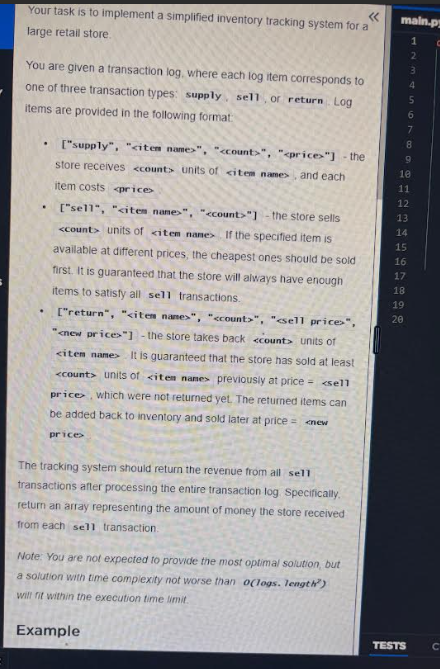 Your task is to implement a simplified inventory tracking system for a
large retail store.
You are given a transaction log, where each log item corresponds to
one of three transaction types: supply, sell, or return. Log
items are provided in the following format:
• ["supply", "<item name>", "<count>", "<price>"] - the
store receives <count> units of <item name>, and each
item costs <price>
• ["sell", "<item name>", "<count>"] - the store sells
<count> units of <item name>. If the specified item is
available at different prices, the cheapest ones should be sold
first. It is guaranteed that the store will always have enough
items to satisfy all sell transactions.
• ["return", "<item name>", "<count>", "<sell price>",
"<new price>"] - the store takes back <count> units of
<item name>. It is guaranteed that the store has sold at least
<count> units of <item name> previously at price = <sell
price>, which were not returned yet. The returned items can
be added back to inventory and sold later at price = <new
price>
The tracking system should return the revenue from all sell
transactions after processing the entire transaction log. Specifically,
return an array representing the amount of money the store received
from each sell transaction.
Note: You are not expected to provide the most optimal solution, but
a solution with time complexity not worse than O(logs.length²)
will fit within the execution time limit.
Example
«
main.py
1
2
3
4
5
6
7
8
9
10
11
12
13
14
15
16
17
18
19
20
TESTS